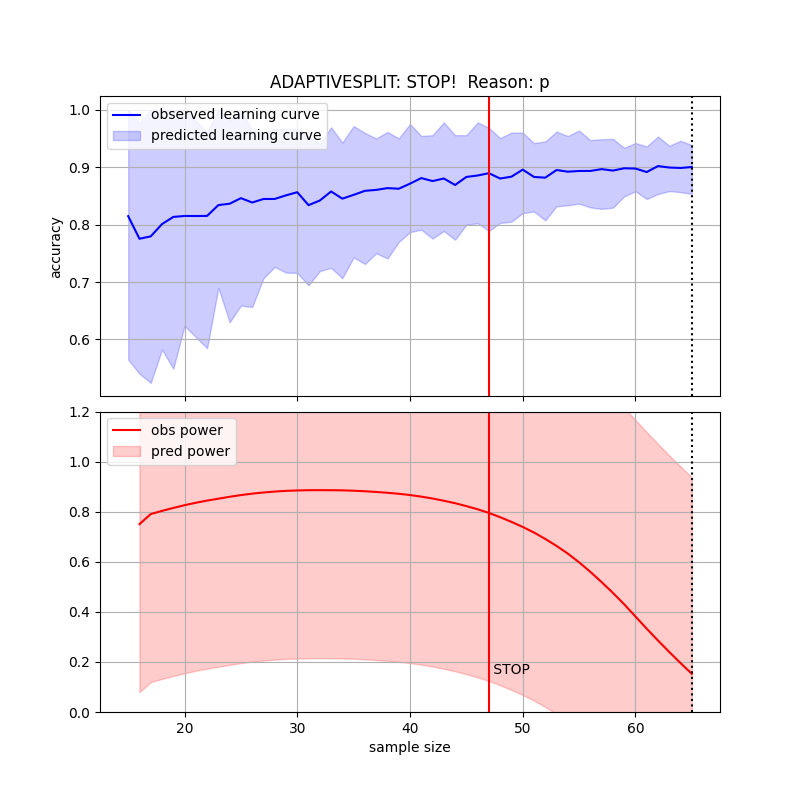 ADAPTIVESPLIT: STOP!  Reason: p
1.0
observed learning curve
predicted learning curve
0.9
0.8
0.7
0.6
accuracy
1.2
obs power
pred power
1.0
0.8
0.6
0.4
0.2
STOP
0.0
20 30 40 50 60
sample size